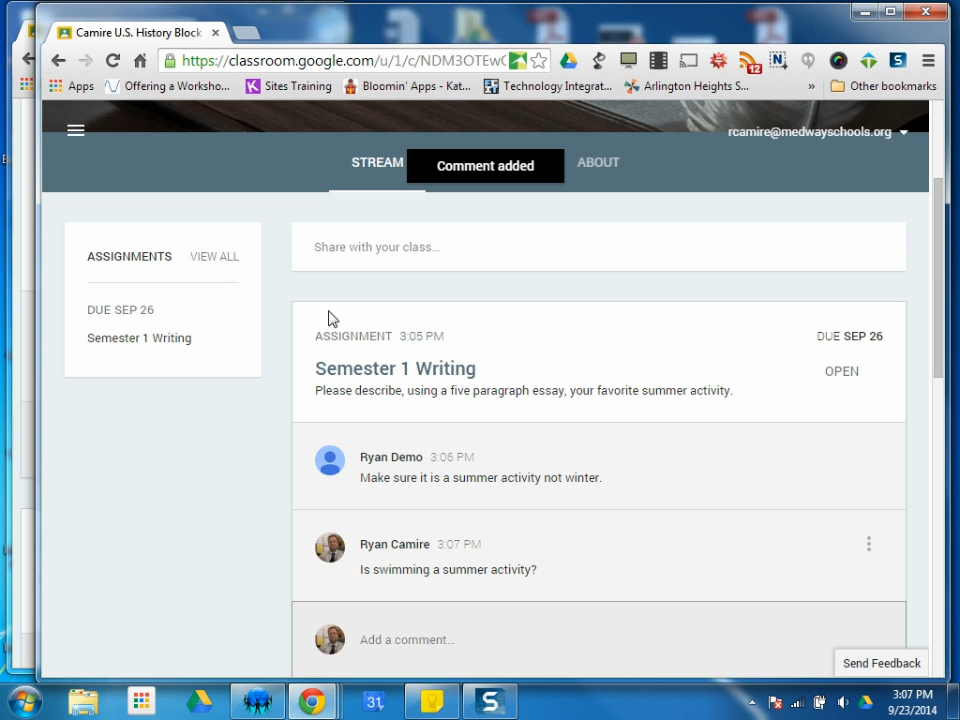 Camire U.S. History Block
https://classroom.google.com/u/1/c/NDM3OTEwC
12
Apps
Offering a Worksho...
Sites Training
Bloomin' Apps - Kat...
Technology Integrat...
Arlington Heights S...
»
Other bookmarks
rcamire@medwayschools.org
STREAM
Comment added
ABOUT
ASSIGNMENTS VIEW ALL
DUE SEP 26
Semester 1 Writing
Share with your class...
ASSIGNMENT 3:05 PM
DUE SEP 26
Semester 1 Writing
OPEN
Please describe, using a five paragraph essay, your favorite summer activity.
Ryan Demo 3:06 PM
Make sure it is a summer activity not winter.
Ryan Camire 3:07 PM
Is swimming a summer activity?
Add a comment...
Send Feedback
31
3:07 PM
9/23/2014